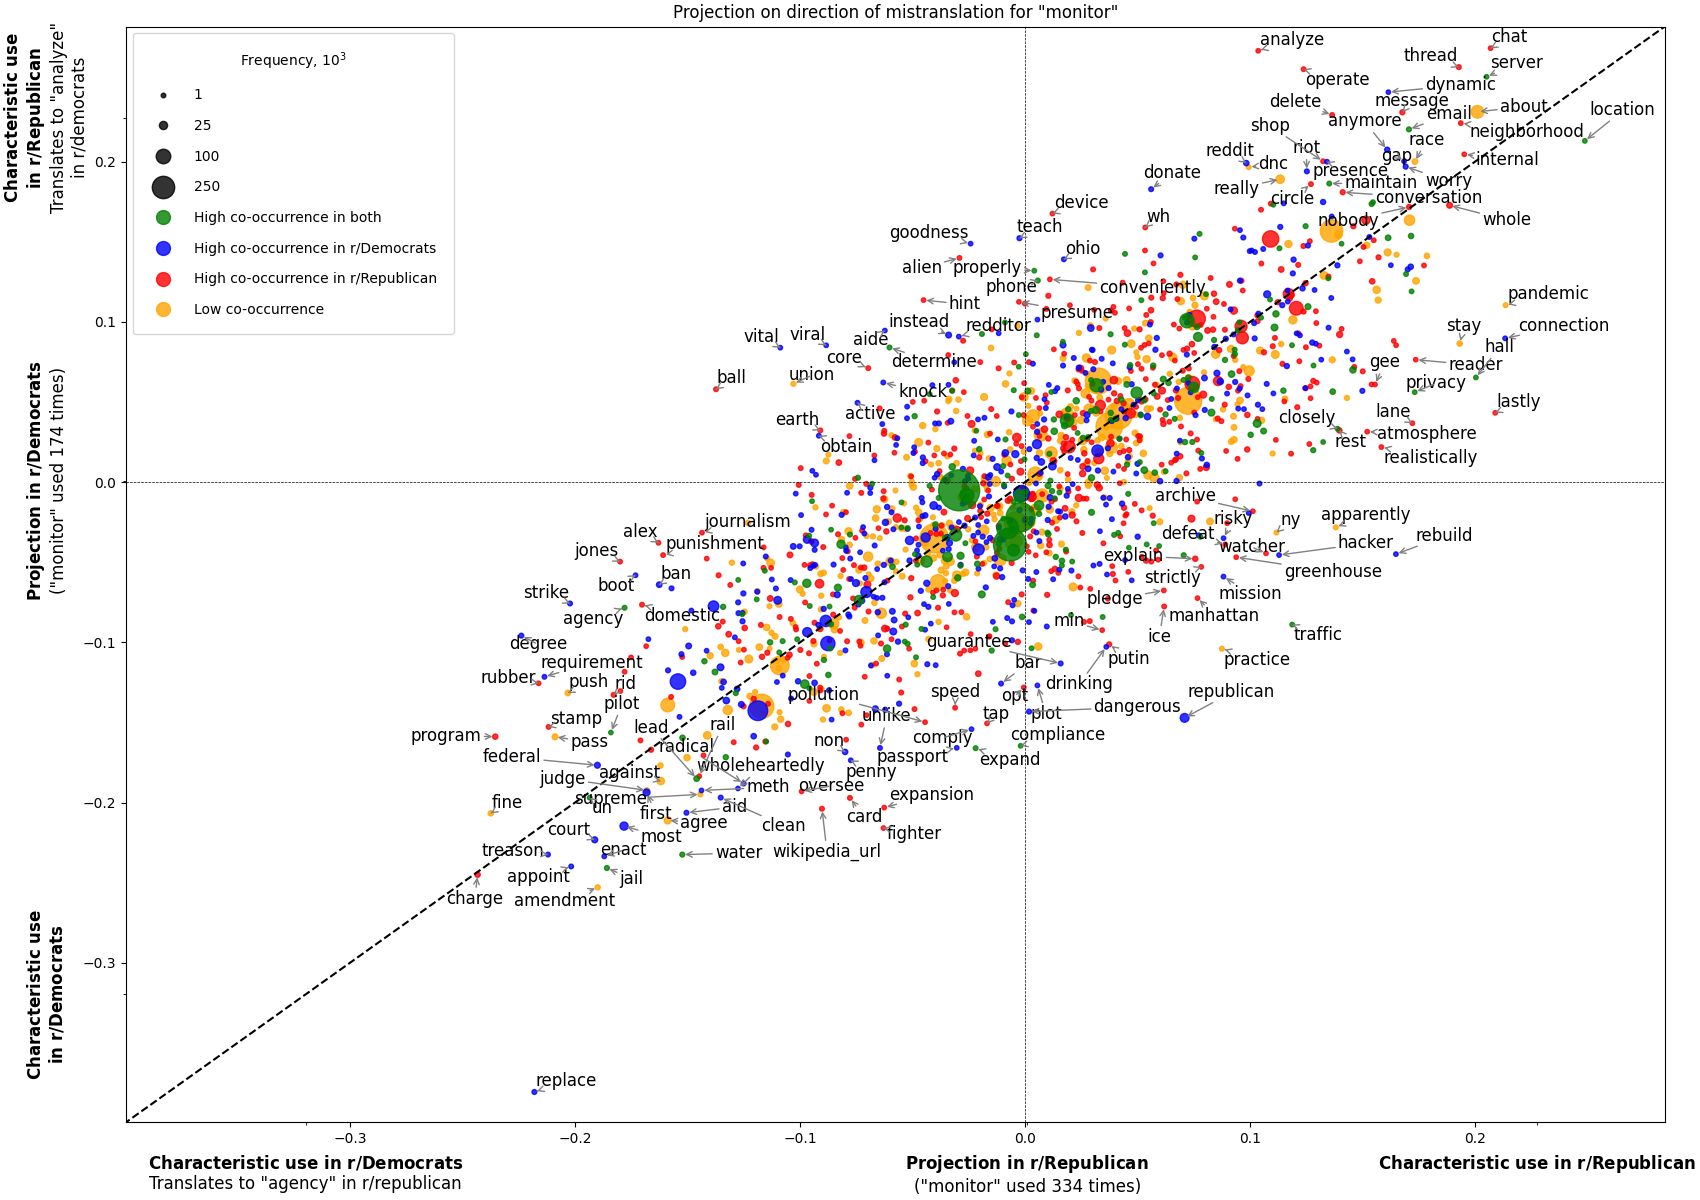 Projection on direction of mistranslation for "monitor"
Characteristic use
in r/Republican
Translates to "analyze"
in r/democrats
Projection in r/Democrats
("monitor" used 174 times)
Characteristic use
in r/Democrats
Frequency, 10^3
1
25
100
250
High co-occurrence in both
High co-occurrence in r/Democrats
High co-occurrence in r/Republican
Low co-occurrence
0.2
0.1
0.0
−0.1
−0.2
−0.3
analyze
chat
thread
server
operate
dynamic
delete
message
about
location
anymore
email
shop
neighborhood
race
riot
gap
reddit
dnc
internal
presence
donate
worry
really
maintain
circle
conversation
device
nobody
whole
wh
teach
goodness
ohio
alien
properly
phone
conveniently
pandemic
hint
presume
instead
redditor
stay
connection
vital
viral
aide
hall
core
determine
gee
reader
ball
union
privacy
knock
lastly
active
earth
closely
lane
atmosphere
obtain
rest
realistically
archive
journalism
risky
ny
apparently
alex
defeat
rebuild
punishment
watcher
hacker
jones
explain
greenhouse
ban
strictly
boot
strike
mission
pledge
agency
domestic
manhattan
min
ice
traffic
degree
guarantee
requirement
bar
putin
practice
rubber
push
rid
drinking
pollution
speed
opt
republican
pilot
dangerous
stamp
unlike
tap
plot
program
pass
lead
rail
comply
compliance
non
federal
radical
passport
expand
against
wholeheartedly
judge
penny
meth
oversee
supreme
expansion
fine
un
first
aid
card
agree
clean
court
most
fighter
treason
enact
water
wikipedia_url
appoint
jail
charge
amendment
replace
−0.3
−0.2
−0.1
0.0
0.1
0.2
Characteristic use in r/Democrats
Translates to "agency" in r/republican
Projection in r/Republican
("monitor" used 334 times)
Characteristic use in r/Republican